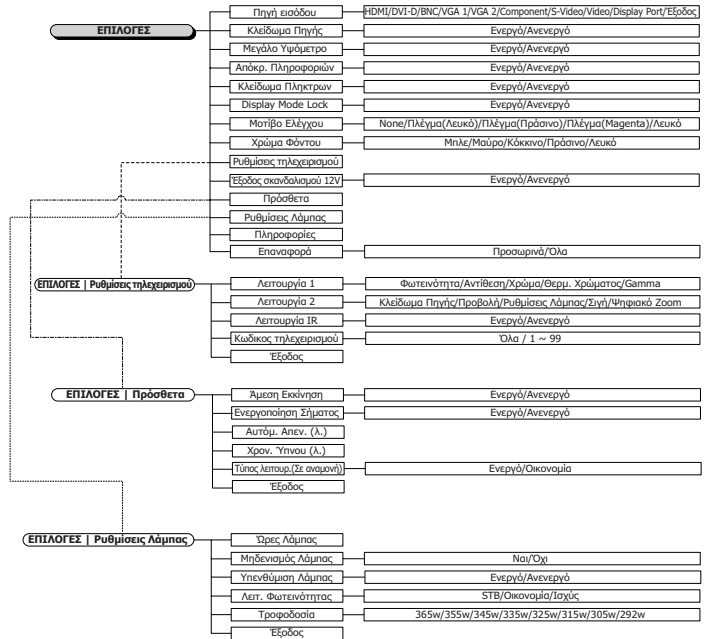 Πηγή εισόδου HDMI/DVI-D/BNC/VGA 1/VGA 2/Component/S-Video/Video/Display Port/Έξοδος
ΕΠΙΛΟΓΕΣ Κλείδωμα Πηγής Ενεργό/Ανενεργό
Μεγάλο Υψόμετρο Ενεργό/Ανενεργό
Απόκρ. Πληροφοριών Ενεργό/Ανενεργό
Κλείδωμα Πληκτρων Ενεργό/Ανενεργό
Display Mode Lock Ενεργό/Ανενεργό
Μοτίβο Ελέγχου None/Πλέγμα(Λευκό)/Πλέγμα(Πράσινο)/Πλέγμα(Magenta)/Λευκό
Χρώμα Φόντου Μπλε/Μαύρο/Κόκκινο/Πράσινο/Λευκό
Ρυθμίσεις τηλεχειρισμού
Έξοδος σκανδαλισμού 12V Ενεργό/Ανενεργό
Πρόσθετα
Ρυθμίσεις Λάμπας
Πληροφορίες
Επαναφορά Προσωρινά/Όλα
ΕΠΙΛΟΓΕΣ | Ρυθμίσεις τηλεχειρισμού Λειτουργία 1 Φωτεινότητα/Αντίθεση/Χρώμα/Θερμ. Χρώματος/Gamma
Λειτουργία 2 Κλείδωμα Πηγής/Προβολή/Ρυθμίσεις Λάμπας/Σιγή/Ψηφιακό Zoom
Λειτουργία IR Ενεργό/Ανενεργό
Κωδικος τηλεχειρισμού Όλα / 1 ~ 99
Έξοδος
ΕΠΙΛΟΓΕΣ | Πρόσθετα Άμεση Εκκίνηση Ενεργό/Ανενεργό
Ενεργοποίηση Σήματος Ενεργό/Ανενεργό
Αυτόμ. Απεν. (λ.)
Χρον. Ύπνου (λ.)
Τύπος λειτουρ.(Σε αναμονή) Ενεργό/Οικονομία
Έξοδος
ΕΠΙΛΟΓΕΣ | Ρυθμίσεις Λάμπας Ώρες Λάμπας
Μηδενισμός Λάμπας Ναι/Όχι
Υπενθύμιση Λάμπας Ενεργό/Ανενεργό
Λειτ. Φωτεινότητας STB/Οικονομία/Ισχύς
Τροφοδοσία 365w/355w/345w/335w/325w/315w/305w/292w
Έξοδος